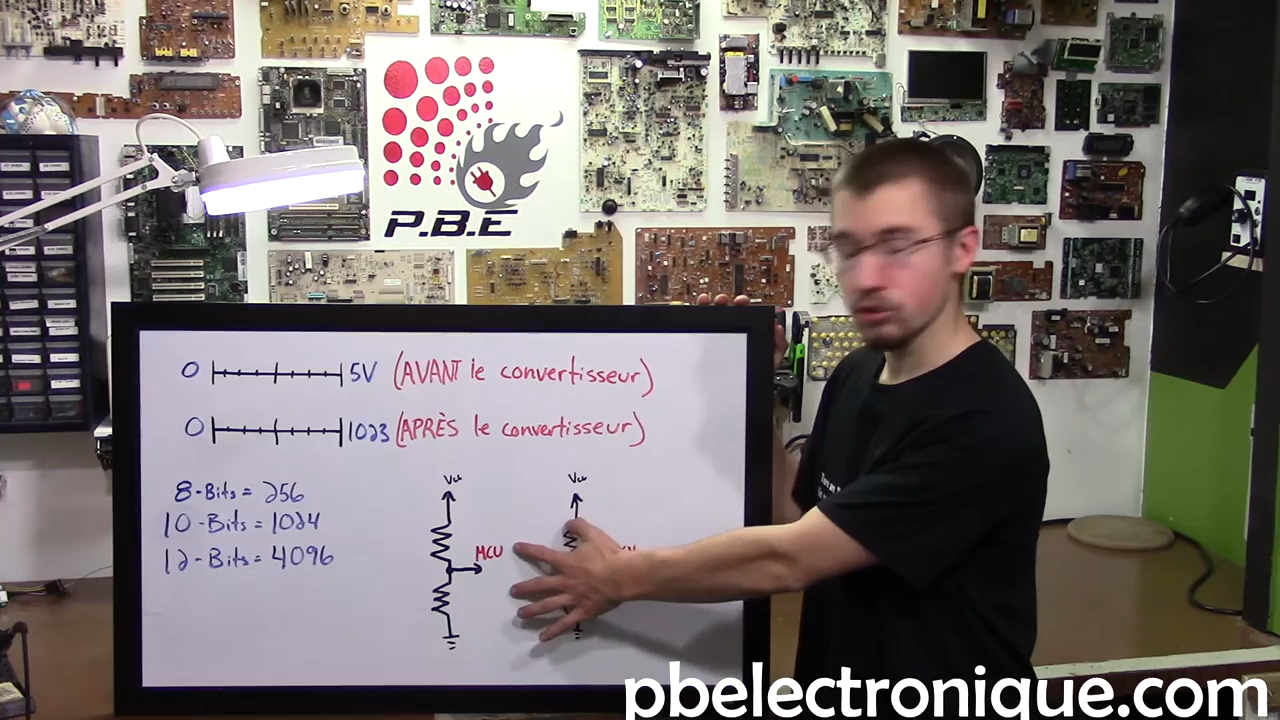 P.B.E
0 5V (AVANT le convertisseur)
0 1023 (APRÈS le convertisseur)
8-Bits = 256
10-Bits = 1024
12-Bits = 4096
Vcc
Vcc
MCU
pbelectronique.com